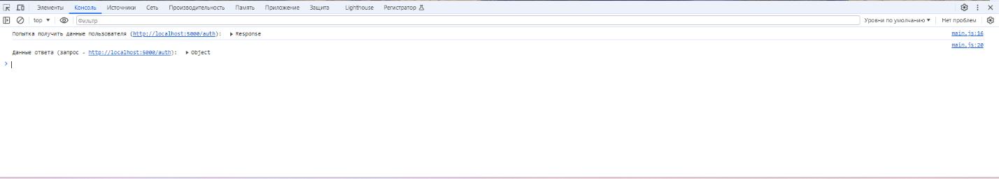 Элементы Консоль Источники Сеть Производительность Память Приложение Защита Lighthouse Регистратор
top Фильтр Уровни по умолчанию Нет проблем
Попытка получить данные пользователя (http://localhost:5000/auth): Response main.js:16
main.js:20
Данные ответа (запрос - http://localhost:5000/auth): Object